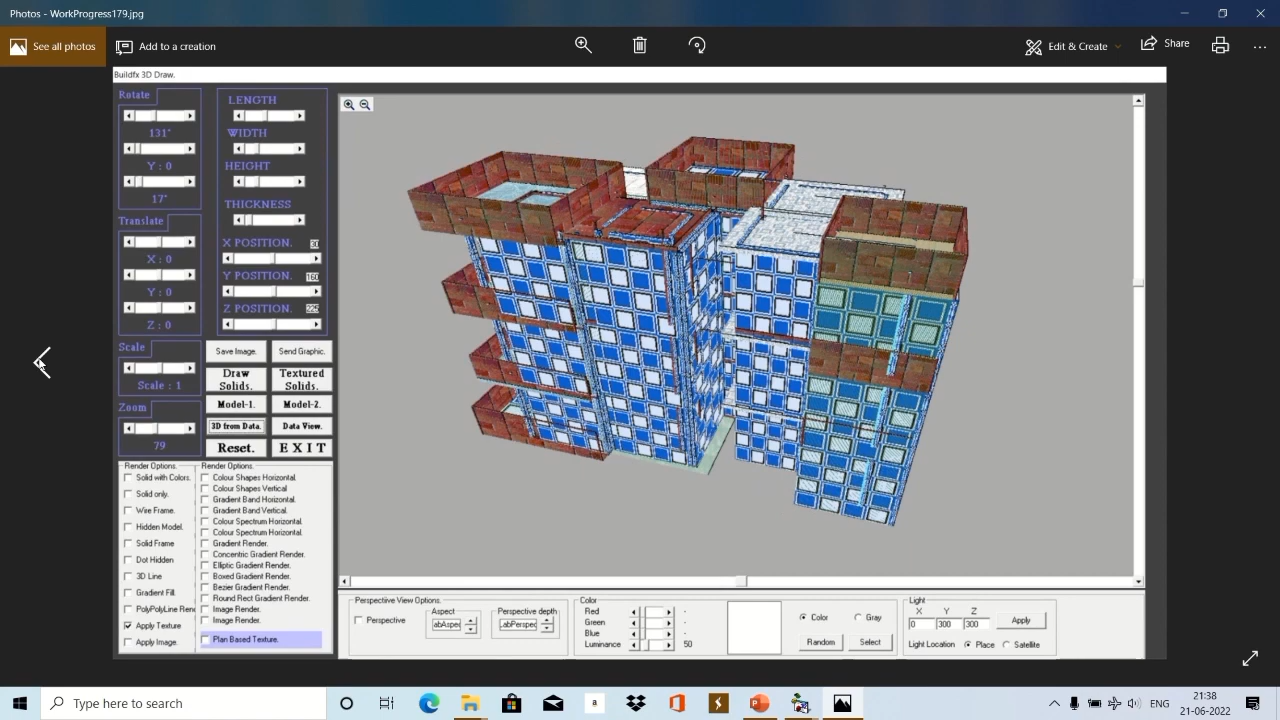 Photos - WorkProgress179.jpg
See all photos
Add to a creation
Edit & Create
Share
Buildfx 3D Draw.
Rotate
131°
Y : 0
17°
Translate
X : 0
Y : 0
Z : 0
Scale
Scale : 1
Zoom
79
LENGTH
WIDTH
HEIGHT
THICKNESS
X POSITION. 30
Y POSITION. 160
Z POSITION. 225
Save Image. Send Graphic.
Draw Solids. Textured Solids.
Model-1. Model-2.
3D from Data. Data View.
Reset. E X I T
Render Options.
Solid with Colors.
Solid only.
Wire Frame.
Hidden Model.
Solid Frame
Dot Hidden
3D Line
Gradient Fill.
PolyPolyLine Ren
Apply Texture
Apply Image.
Render Options.
Colour Shapes Horizontal.
Colour Shapes Vertical
Gradient Band Horizontal.
Gradient Band Vertical.
Colour Spectrum Horizontal.
Colour Spectrum Horizontal.
Gradient Render.
Concentric Gradient Render.
Elliptic Gradient Render.
Boxed Gradient Render.
Bezier Gradient Render.
Round Rect Gradient Render.
Image Render.
Image Render.
Plan Based Texture.
Perspective View Options.
Perspective
Aspect
abAspe
Perspective depth
.abPerspec
Color
Red
Green
Blue
Luminance 50
Color Gray
Random Select
Light
X Y Z
0 300 300 Apply
Light Location Place Satellite
Type here to search
ENG
21:38
21-06-2022